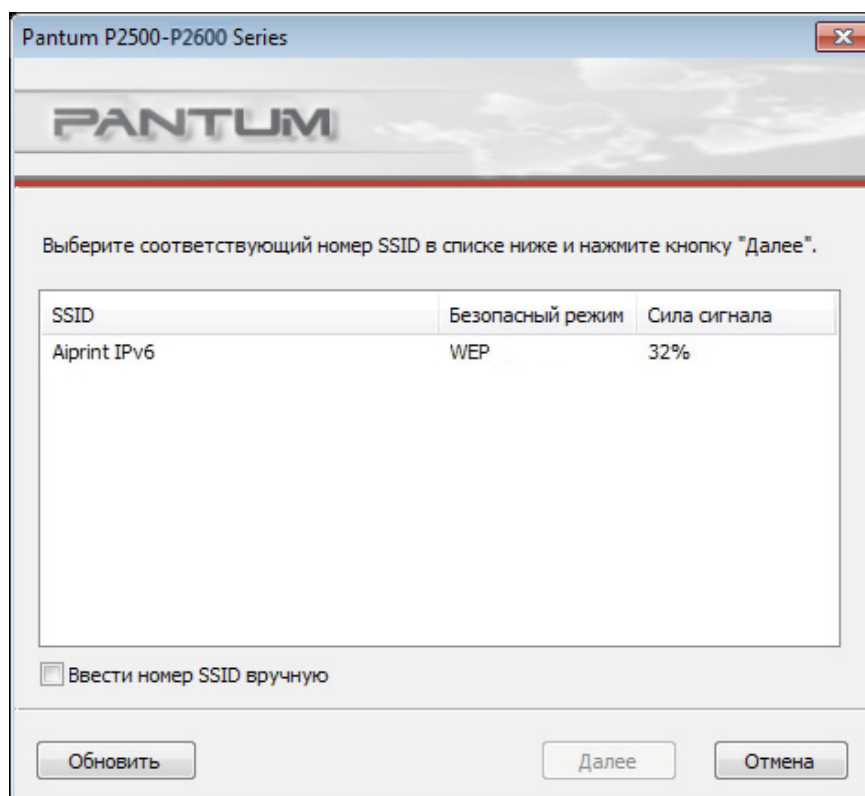 Pantum P2500-P2600 Series
PANTUM
Выберите соответствующий номер SSID в списке ниже и нажмите кнопку "Далее".
SSID Безопасный режим Сила сигнала
Aiprint IPv6 WEP 32%
Ввести номер SSID вручную
Обновить Далее Отмена